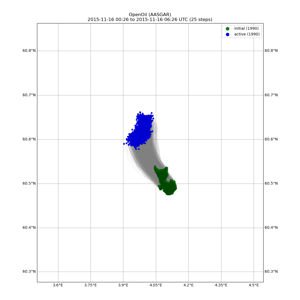 OpenOil (AASGAR)
2015-11-16 00:26 to 2015-11-16 06:26 UTC (25 steps)
initial (1990)
active (1990)
60.8°N 60.8°N
60.7°N 60.7°N
60.6°N 60.6°N
60.5°N 60.5°N
60.4°N 60.4°N
60.3°N 60.3°N
3.6°E 3.75°E 3.9°E 4.05°E 4.2°E 4.35°E 4.5°E